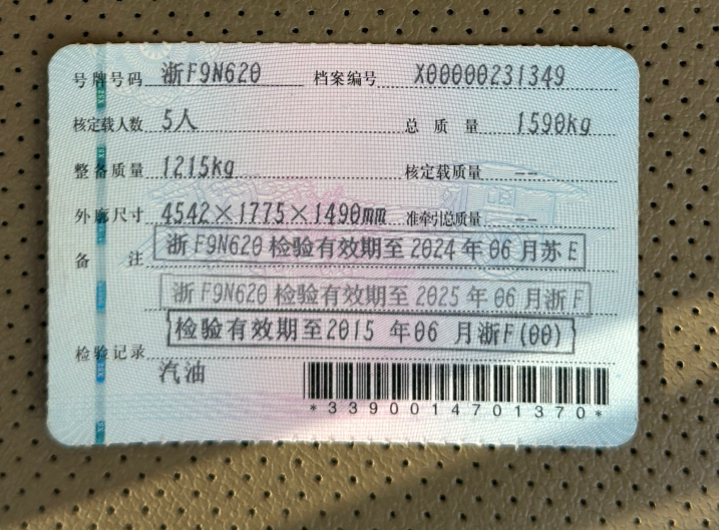 号牌号码 浙F9N620 档案编号 X00000231349
核定载人数 5人 总质量 1590kg
整备质量 1215kg 核定载质量 --
外廓尺寸 4542×1775×1490mm 准牵引总质量 --
备注 浙F9N620检验有效期至2024年06月苏E
浙F9N620检验有效期至2025年06月浙F
检验有效期至2015年06月浙F(00)
检验记录
汽油
*3390014701370*